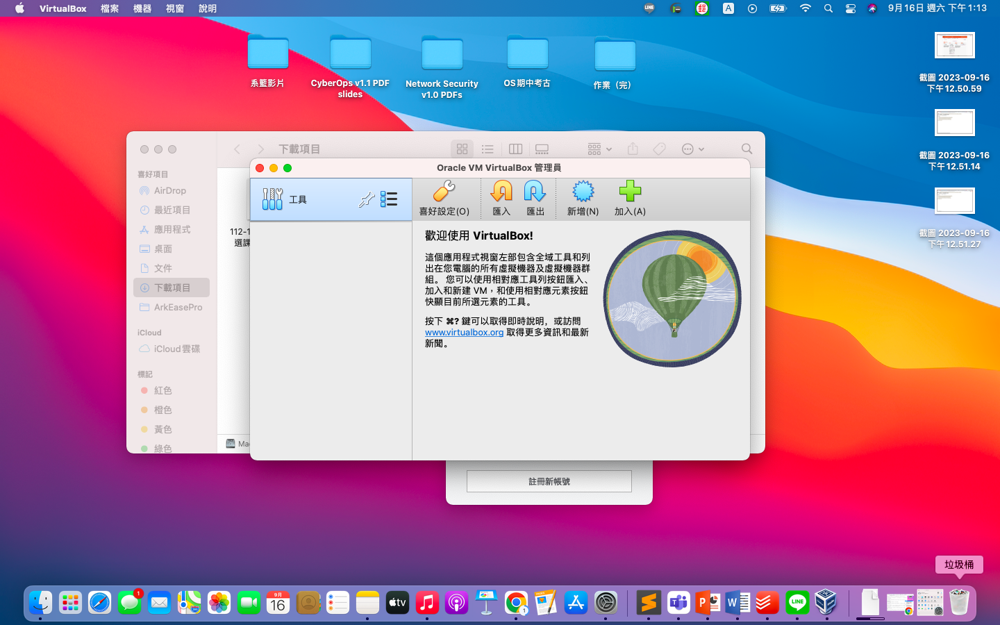 VirtualBox 檔案 機器 視窗 說明
LINE
A
9月16日 週六 下午1:13
系籃影片
CyberOps v1.1 PDF
slides
Network Security
v1.0 PDFs
OS期中考古
作業（完）
截圖 2023-09-16
下午12.50.59
截圖 2023-09-16
下午12.51.14
截圖 2023-09-16
下午12.51.27
下載項目
喜好項目
AirDrop
最近項目
應用程式
桌面
文件
下載項目
ArkEasePro
iCloud
iCloud雲碟
標記
紅色
橙色
黃色
綠色
112-1
選課
Oracle VM VirtualBox 管理員
工具
喜好設定(O)
匯入
匯出
新增(N)
加入(A)
歡迎使用 VirtualBox!
這個應用程式視窗左部包含全域工具和列
出在您電腦的所有虛擬機器及虛擬機器群
組。 您可以使用相對應工具列按鈕匯入、
加入和新建 VM，和使用相對應元素按鈕
快顯目前所選元素的工具。
按下 ⌘? 鍵可以取得即時說明，或訪問
www.virtualbox.org 取得更多資訊和最新
新聞。
註冊新帳號
垃圾桶
1
9月
16
tv
1
P
W
LINE